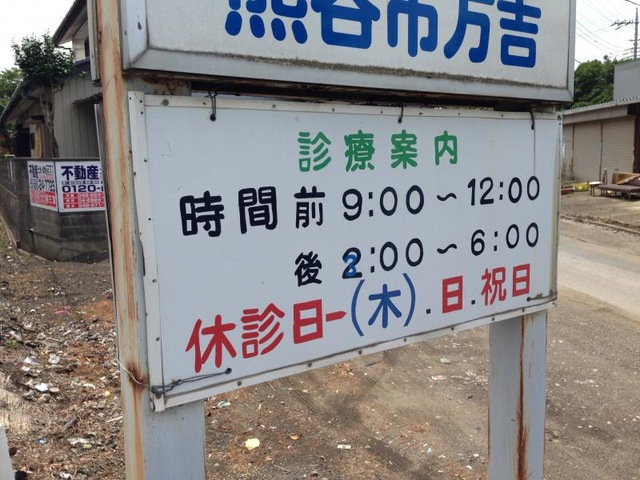 熊谷市万吉
診療案内
時間 前 9:00 ~ 12:00
後 2:00 ~ 6:00
休診日-(木).日.祝日
不動産
0120-